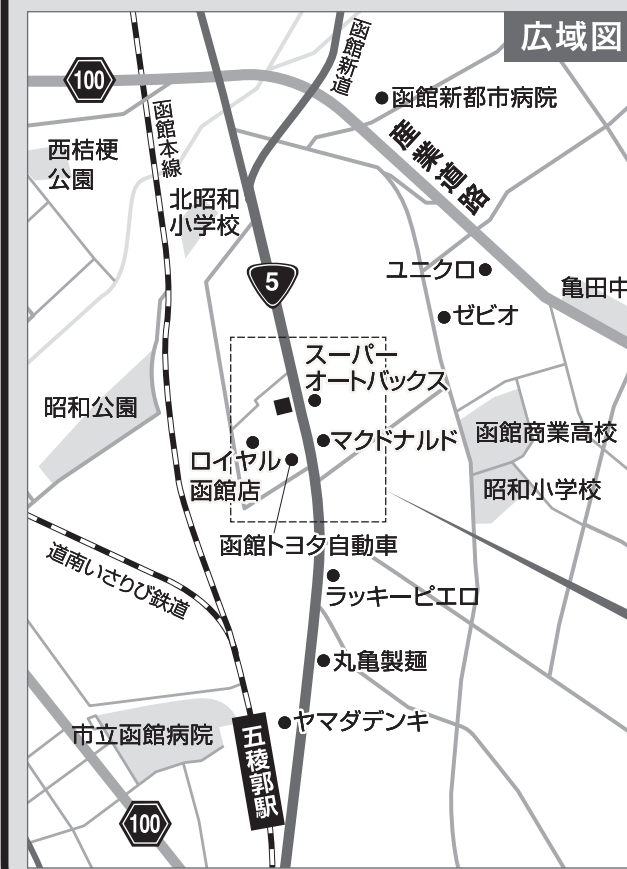 広域図
函館新道
100
函館新都市病院
函館本線
産業道路
西桔梗
公園
北昭和
小学校
5
ユニクロ
亀田中
ゼビオ
スーパー
オートバックス
昭和公園
マクドナルド
函館商業高校
ロイヤル
函館店
昭和小学校
函館トヨタ自動車
道南いさりび鉄道
ラッキーピエロ
丸亀製麺
ヤマダデンキ
市立函館病院
五稜郭駅
100